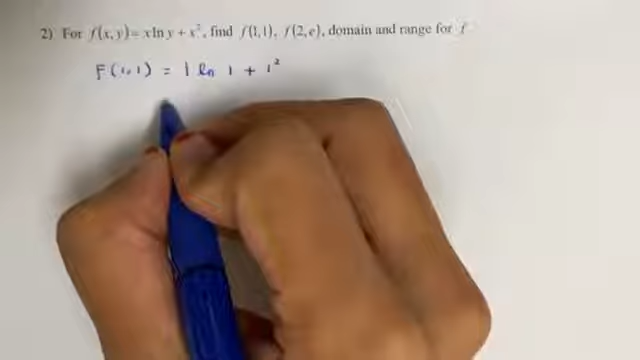 2) For f(x,y) = x ln y + x², find f(1,1), f(2,e), domain and range for f
F(1,1) = 1 ln 1 + 1²